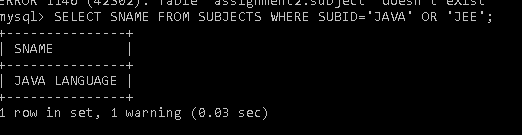 ERROR 1146 (42S02): Table 'assignment2.subject' doesn't exist
mysql> SELECT SNAME FROM SUBJECTS WHERE SUBID='JAVA' OR 'JEE';
+---------------+
| SNAME         |
+---------------+
| JAVA LANGUAGE |
+---------------+
1 row in set, 1 warning (0.03 sec)